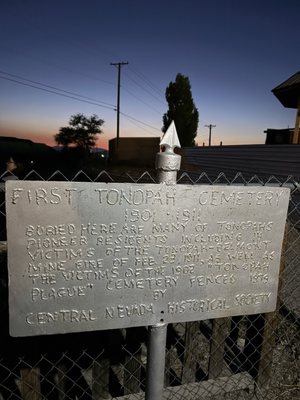 FIRST TONOPAH CEMETERY
1901-1911
BURIED HERE ARE MANY OF TONOPAH'S
PIONEER RESIDENTS INCLUDING
VICTIMS OF THE "TONOPAH-BELMONT
MINE FIRE OF FEB 23, 1911, AS WELL AS
THE VICTIMS OF THE 1902 "TONOPAH
PLAGUE" CEMETERY FENCED 1979
BY
CENTRAL NEVADA HISTORICAL SOCIETY